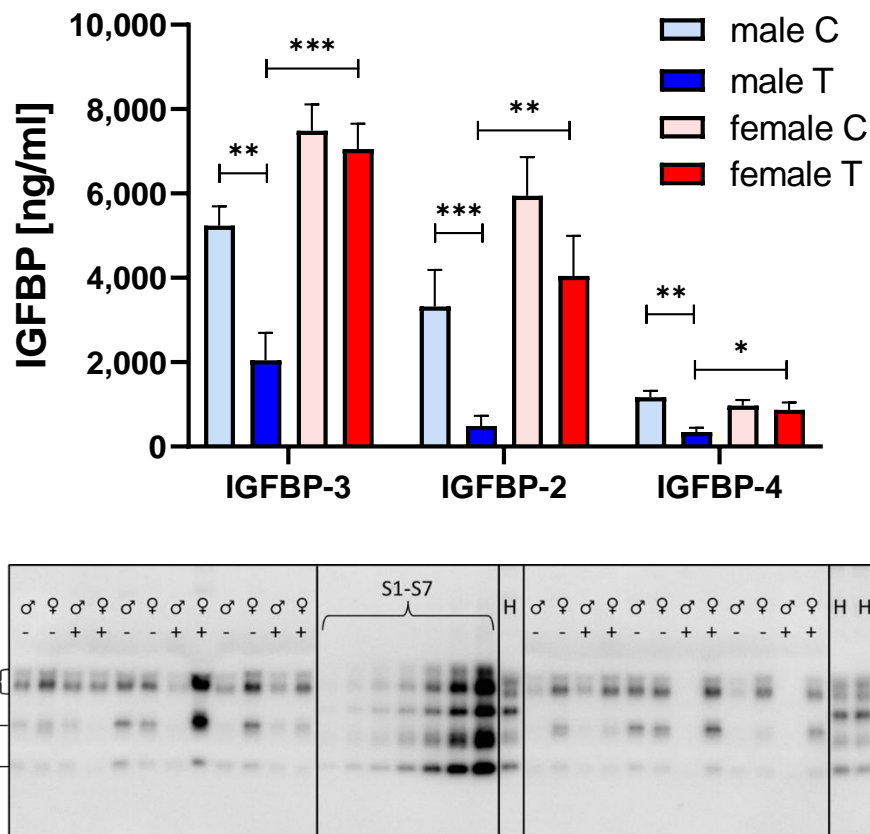 10,000
8,000
6,000
4,000
2,000
0
IGFBP [ng/ml]
male C
male T
female C
female T
***
**
**
***
**
*
IGFBP-3 IGFBP-2 IGFBP-4
S1-S7
♂ ♀ ♂ ♀ ♂ ♀ ♂ ♀ ♂ ♀ ♂ ♀ H ♂ ♀ ♂ ♀ ♂ ♀ ♂ ♀ ♂ ♀ ♂ ♀ H H
- - + + - - + + - - + + - - + + - - + + - - + +